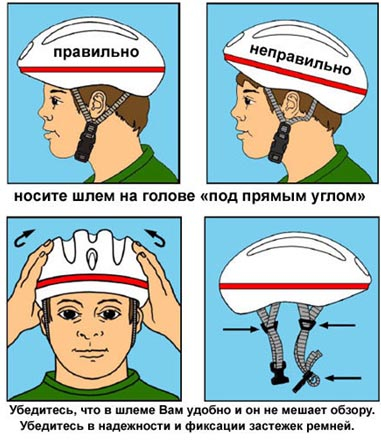 правильно
неправильно
носите шлем на голове «под прямым углом»
Убедитесь, что в шлеме Вам удобно и он не мешает обзору.
Убедитесь в надежности и фиксации застежек ремней.